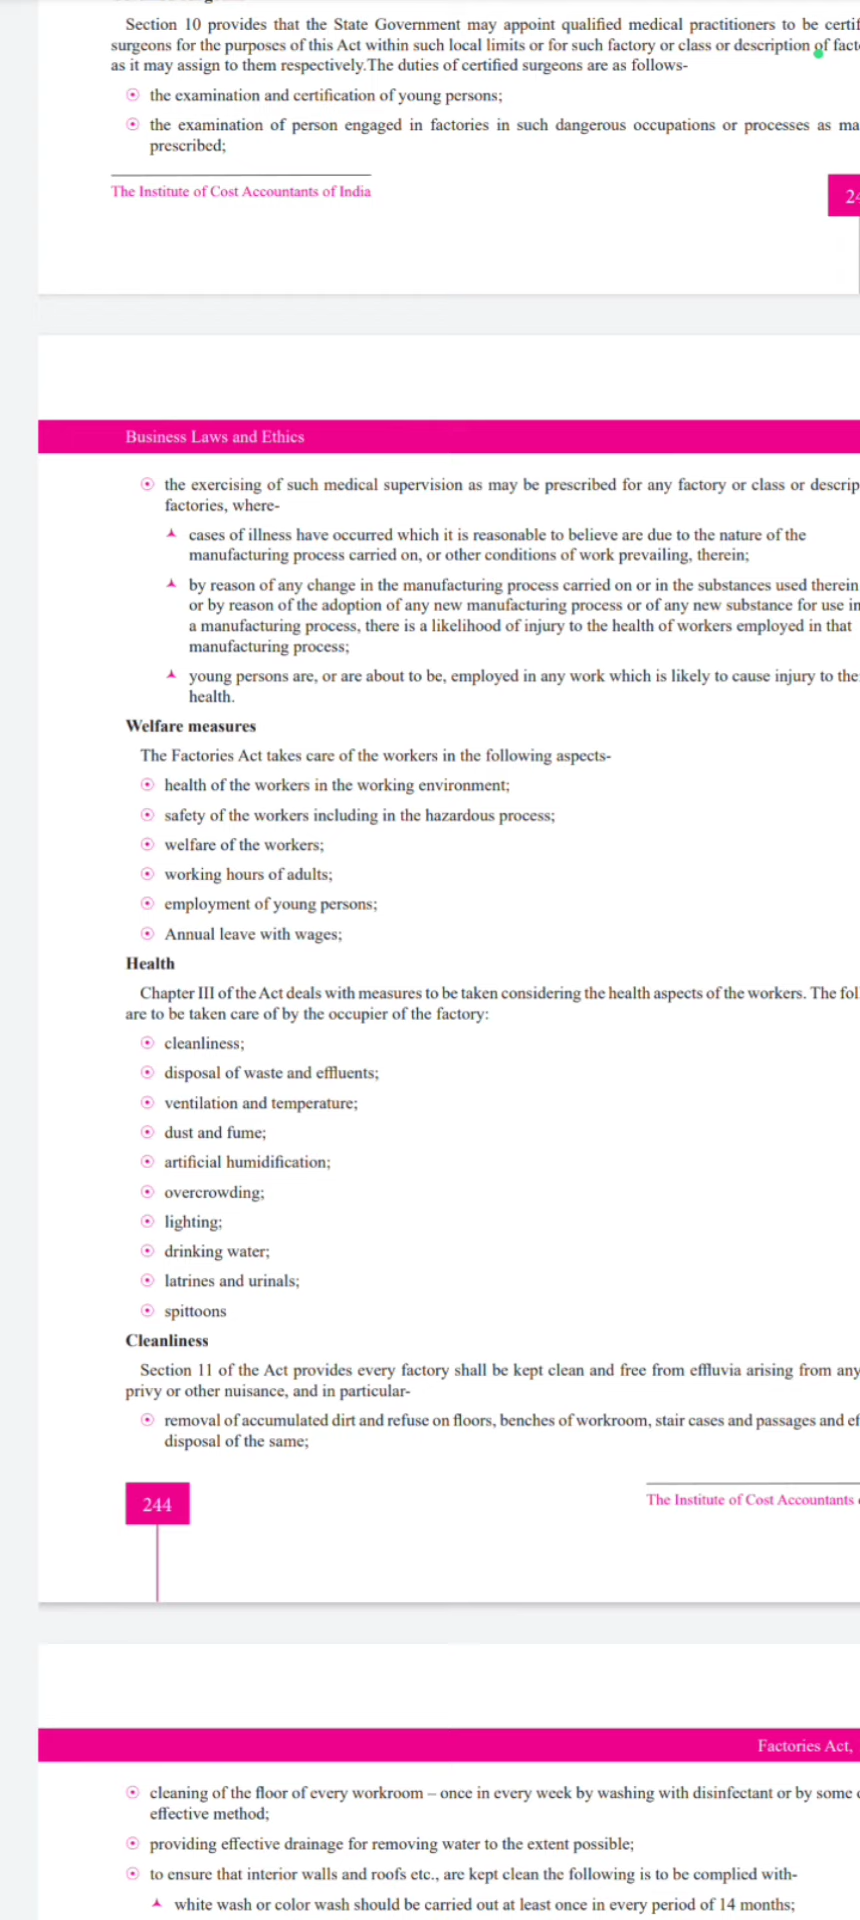 Section 10 provides that the State Government may appoint qualified medical practitioners to be
surgeons for the purposes of this Act within such local limits or for such factory or class or description of
as it may assign to them respectively.The duties of certified surgeons are as follows-
the examination and certification of young persons;
the examination of person engaged in factories in such dangerous occupations or processes as
prescribed;
The Institute of Cost Accountants of India
Business Laws and Ethics
the exercising of such medical supervision as may be prescribed for any factory or class or
factories, where-
cases of illness have occurred which it is reasonable to believe are due to the nature of the
manufacturing process carried on, or other conditions of work prevailing, therein;
by reason of any change in the manufacturing process carried on or in the substances used therein
or by reason of the adoption of any new manufacturing process or of any new substance for use in
a manufacturing process, there is a likelihood of injury to the health of workers employed in that
manufacturing process;
young persons are, or are about to be, employed in any work which is likely to cause injury to
health.
Welfare measures
The Factories Act takes care of the workers in the following aspects-
health of the workers in the working environment;
safety of the workers including in the hazardous process;
welfare of the workers;
working hours of adults;
employment of young persons;
Annual leave with wages;
Health
Chapter III of the Act deals with measures to be taken considering the health aspects of the workers. The
are to be taken care of by the occupier of the factory:
cleanliness;
disposal of waste and effluents;
ventilation and temperature;
dust and fume;
artificial humidification;
overcrowding;
lighting;
drinking water;
latrines and urinals;
spittoons
Cleanliness
Section 11 of the Act provides every factory shall be kept clean and free from effluvia arising from any
privy or other nuisance, and in particular-
removal of accumulated dirt and refuse on floors, benches of workroom, stair cases and passages and
disposal of the same;
244
The Institute of Cost Accountants
Factories Act,
cleaning of the floor of every workroom – once in every week by washing with disinfectant or by some
effective method;
providing effective drainage for removing water to the extent possible;
to ensure that interior walls and roofs etc., are kept clean the following is to be complied with-
white wash or color wash should be carried out at least once in every period of 14 months;